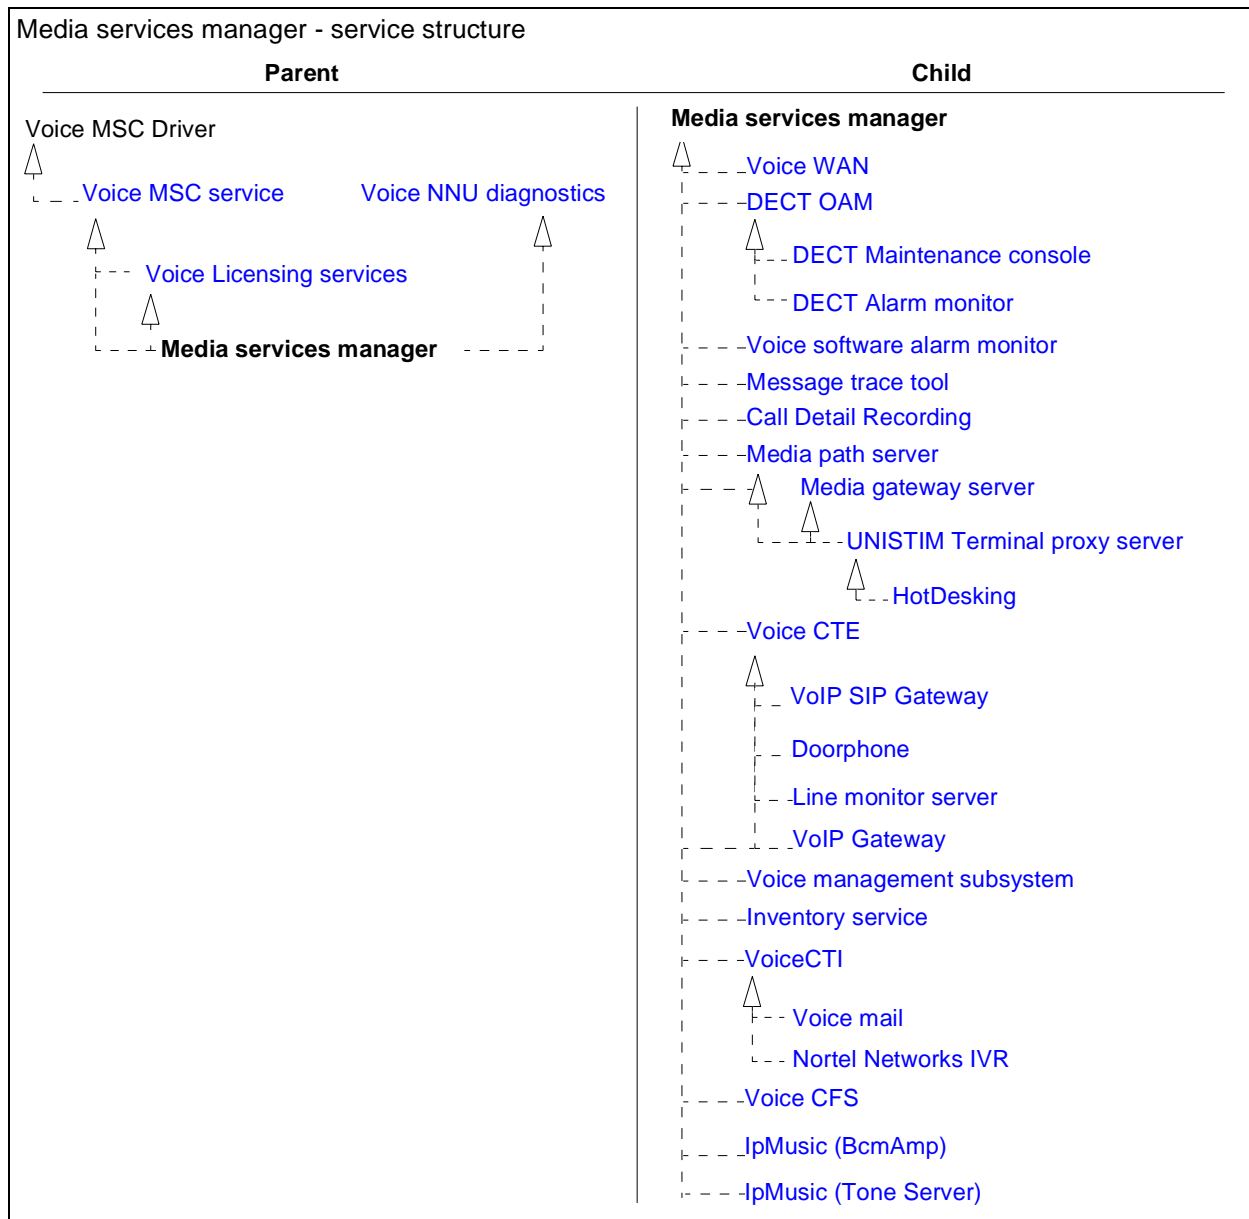 Media services manager - service structure
Parent
Child
Voice MSC Driver
Voice MSC service
Voice NNU diagnostics
Voice Licensing services
Media services manager
Media services manager
Voice WAN
DECT OAM
DECT Maintenance console
DECT Alarm monitor
Voice software alarm monitor
Message trace tool
Call Detail Recording
Media path server
Media gateway server
UNISTIM Terminal proxy server
HotDesking
Voice CTE
VoIP SIP Gateway
Doorphone
Line monitor server
VoIP Gateway
Voice management subsystem
Inventory service
VoiceCTI
Voice mail
Nortel Networks IVR
Voice CFS
IpMusic (BcmAmp)
IpMusic (Tone Server)